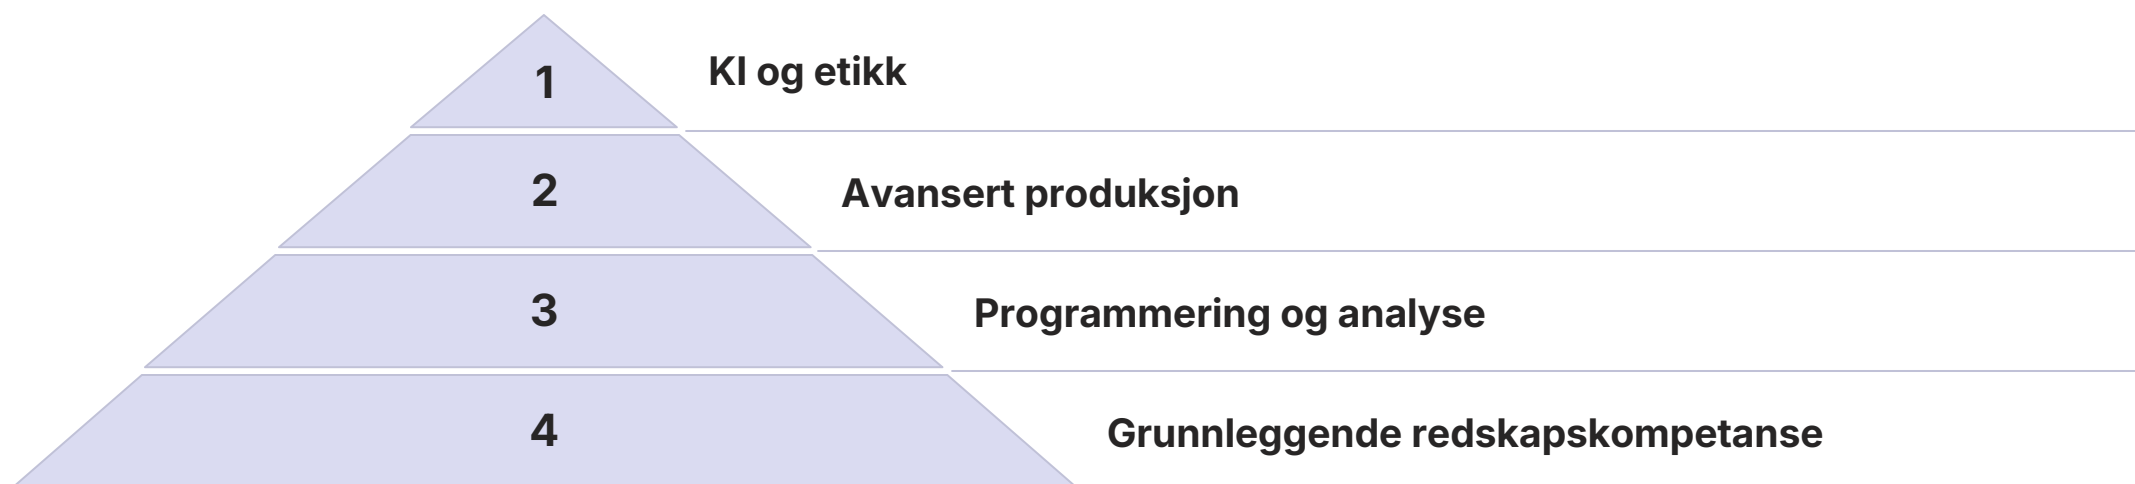 1
KI og etikk
2
Avansert produksjon
3
Programmering og analyse
4
Grunnleggende redskapskompetanse